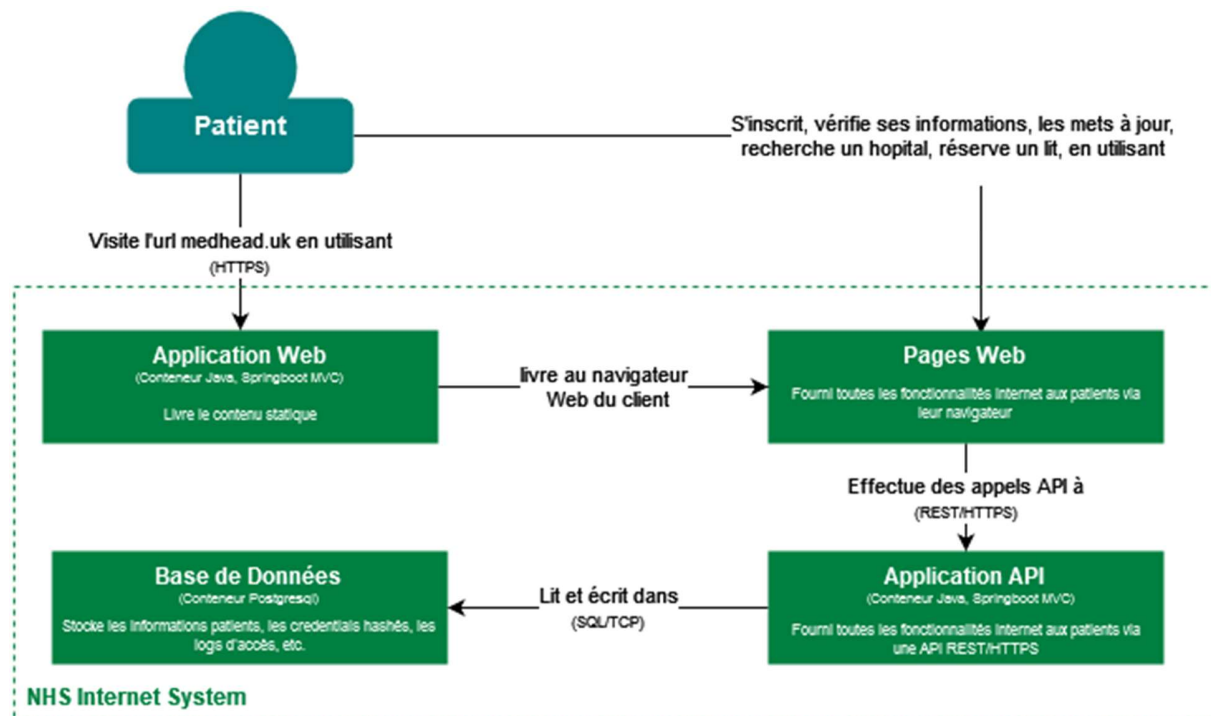 Patient
S'inscrit, vérifie ses informations, les mets à jour,
recherche un hopital, réserve un lit, en utilisant
Visite l'url medhead.uk en utilisant
(HTTPS)
Application Web
(Conteneur Java, Springboot MVC)
Livre le contenu statique
livre au navigateur
Web du client
Pages Web
Fourni toutes les fonctionnalités Internet aux patients via
leur navigateur
Effectue des appels API à
(REST/HTTPS)
Base de Données
(Conteneur Postgresql)
Stocke les informations patients, les credentials hashés, les
logs d'accès, etc.
Lit et écrit dans
(SQL/TCP)
Application API
(Conteneur Java, Springboot MVC)
Fourni toutes les fonctionnalités Internet aux patients via
une API REST/HTTPS
NHS Internet System